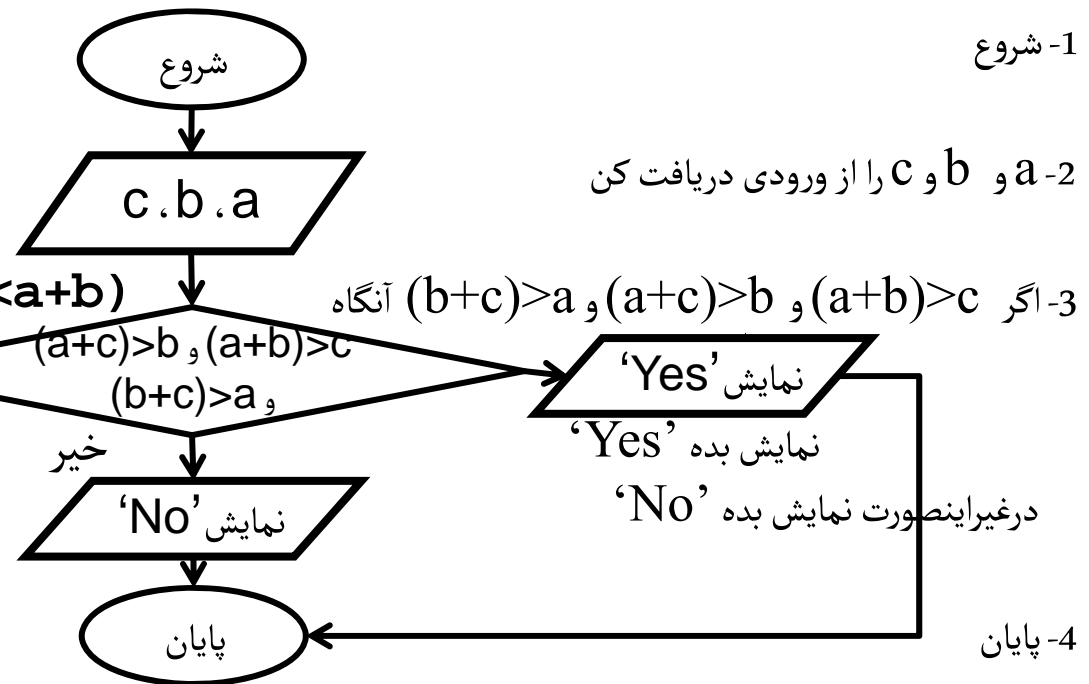 1- شروع
2- a و b و c را از ورودی دریافت کن
3- اگر (a+b)>c و (a+c)>b و (b+c)>a آنگاه
نمایش بده ‘Yes’
درغیراینصورت نمایش بده ‘No’
4- پایان
شروع
a، b، c
<a+b)
(a+b)>c و (a+c)>b
و (b+c)>a
نمایش ‘Yes’
خیر
نمایش ‘No’
پایان